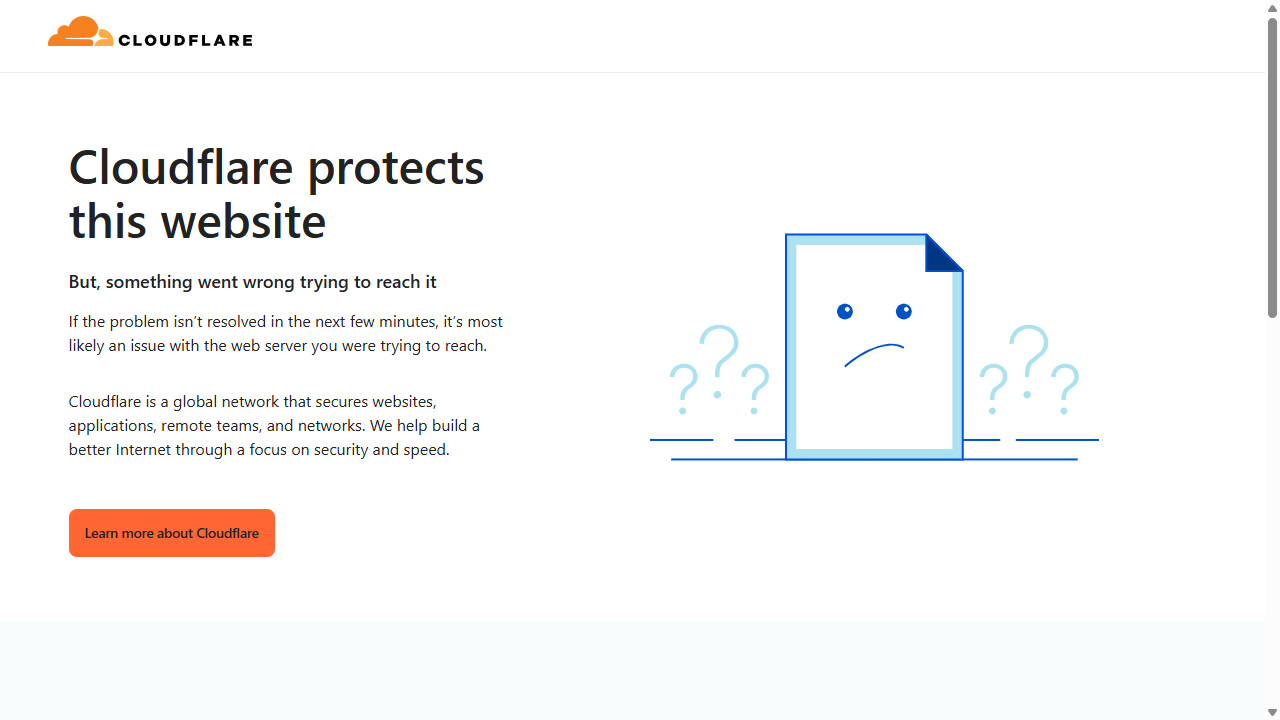 CLOUDFLARE
Cloudflare protects
this website
But, something went wrong trying to reach it
If the problem isn’t resolved in the next few minutes, it’s most
likely an issue with the web server you were trying to reach.
Cloudflare is a global network that secures websites,
applications, remote teams, and networks. We help build a
better Internet through a focus on security and speed.
? ? ? ? ? ?
Learn more about Cloudflare